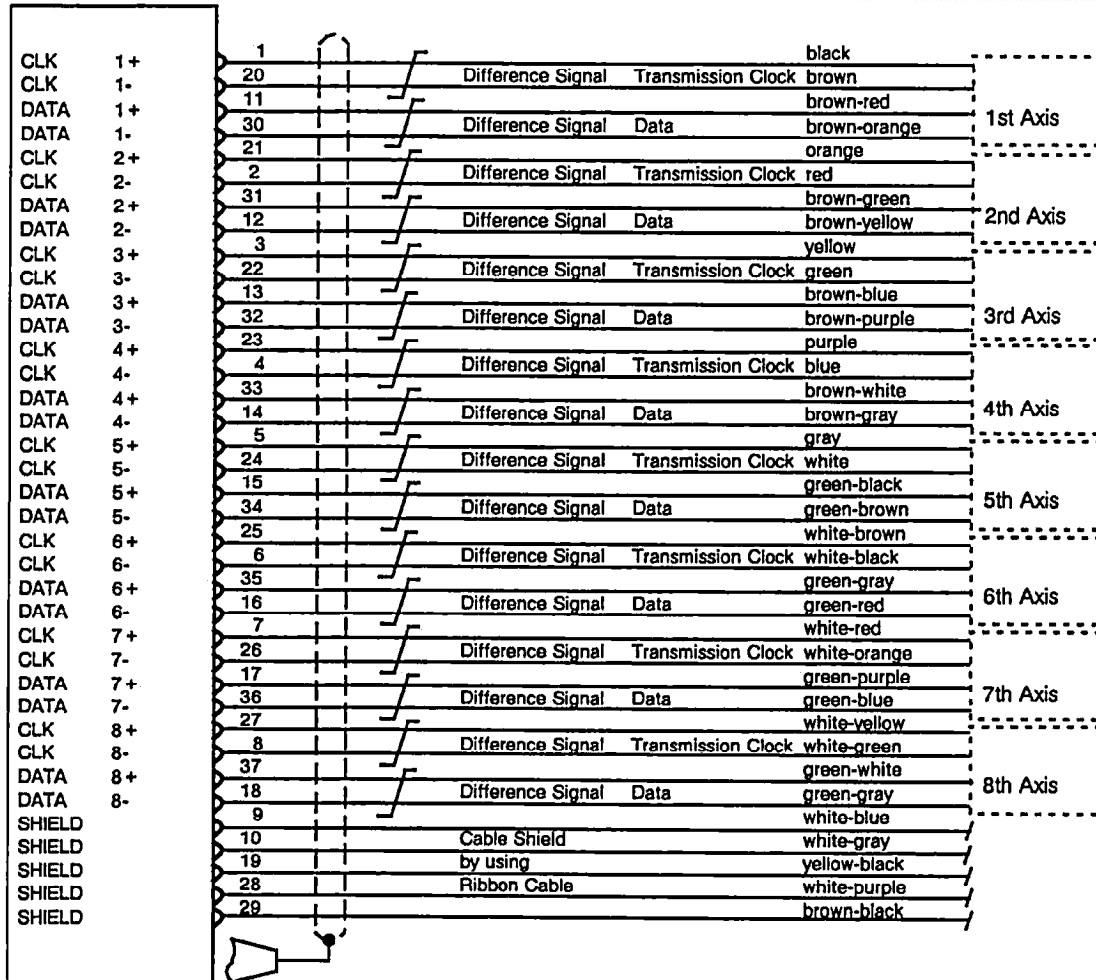 CLK 1+ 1 black
CLK 1- 20 Difference Signal Transmission Clock brown
DATA 1+ 11 brown-red
DATA 1- 30 Difference Signal Data brown-orange
1st Axis
CLK 2+ 21 orange
CLK 2- 2 Difference Signal Transmission Clock red
DATA 2+ 31 brown-green
DATA 2- 12 Difference Signal Data brown-yellow
2nd Axis
CLK 3+ 3 yellow
CLK 3- 22 Difference Signal Transmission Clock green
DATA 3+ 13 brown-blue
DATA 3- 32 Difference Signal Data brown-purple
3rd Axis
CLK 4+ 23 purple
CLK 4- 4 Difference Signal Transmission Clock blue
DATA 4+ 33 brown-white
DATA 4- 14 Difference Signal Data brown-gray
4th Axis
CLK 5+ 5 gray
CLK 5- 24 Difference Signal Transmission Clock white
DATA 5+ 15 green-black
DATA 5- 34 Difference Signal Data green-brown
5th Axis
CLK 6+ 25 white-brown
CLK 6- 6 Difference Signal Transmission Clock white-black
DATA 6+ 35 green-gray
DATA 6- 16 Difference Signal Data green-red
6th Axis
CLK 7+ 7 white-red
CLK 7- 26 Difference Signal Transmission Clock white-orange
DATA 7+ 17 green-purple
DATA 7- 36 Difference Signal Data green-blue
7th Axis
CLK 8+ 27 white-yellow
CLK 8- 8 Difference Signal Transmission Clock white-green
DATA 8+ 37 green-white
DATA 8- 18 Difference Signal Data green-gray
8th Axis
SHIELD 9 white-blue
SHIELD 10 Cable Shield white-gray
SHIELD 19 by using yellow-black
SHIELD 28 Ribbon Cable white-purple
SHIELD 29 brown-black